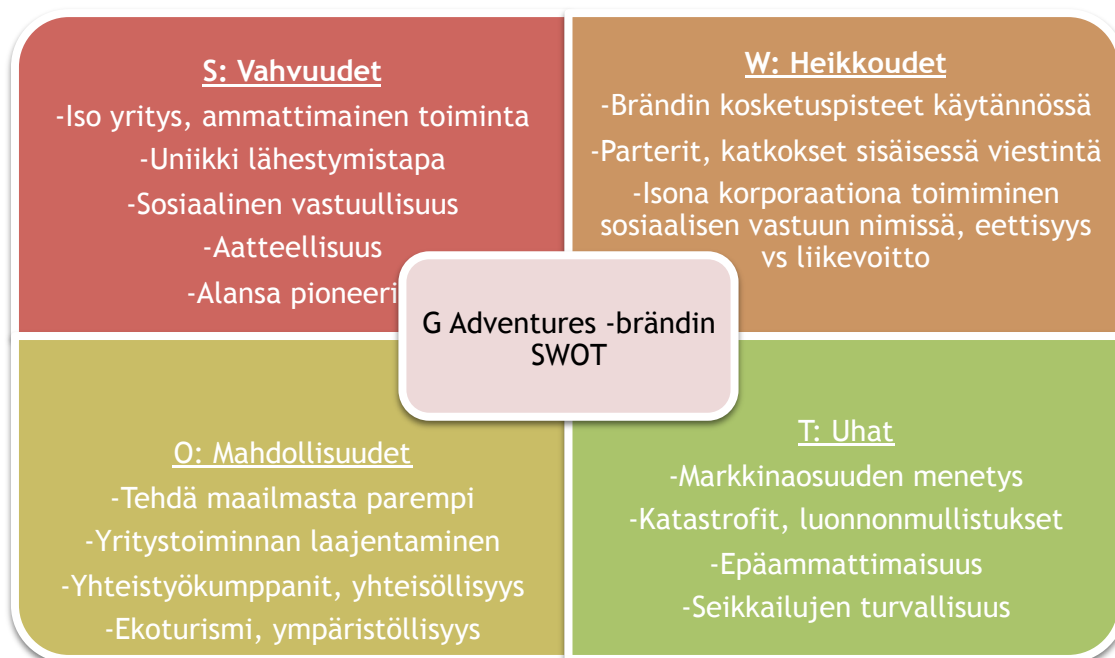 S: Vahvuudet
-Iso yritys, ammattimainen toiminta
-Uniikki lähestymistapa
-Sosiaalinen vastuullisuus
-Aatteellisuus
-Alansa pioneeri
W: Heikkoudet
-Brändin kosketuspisteet käytännössä
-Parterit, katkokset sisäisessä viestintä
-Isona korporaationa toimiminen
sosiaalisen vastuun nimissä, eettisyys
vs liikevoitto
G Adventures -brändin
SWOT
O: Mahdollisuudet
-Tehdä maailmasta parempi
-Yritystoiminnan laajentaminen
-Yhteistyökumppanit, yhteisöllisyys
-Ekoturismi, ympäristöllisyys
T: Uhat
-Markkinaosuuden menetys
-Katastrofit, luonnonmullistukset
-Epäammattimaisuus
-Seikkailujen turvallisuus